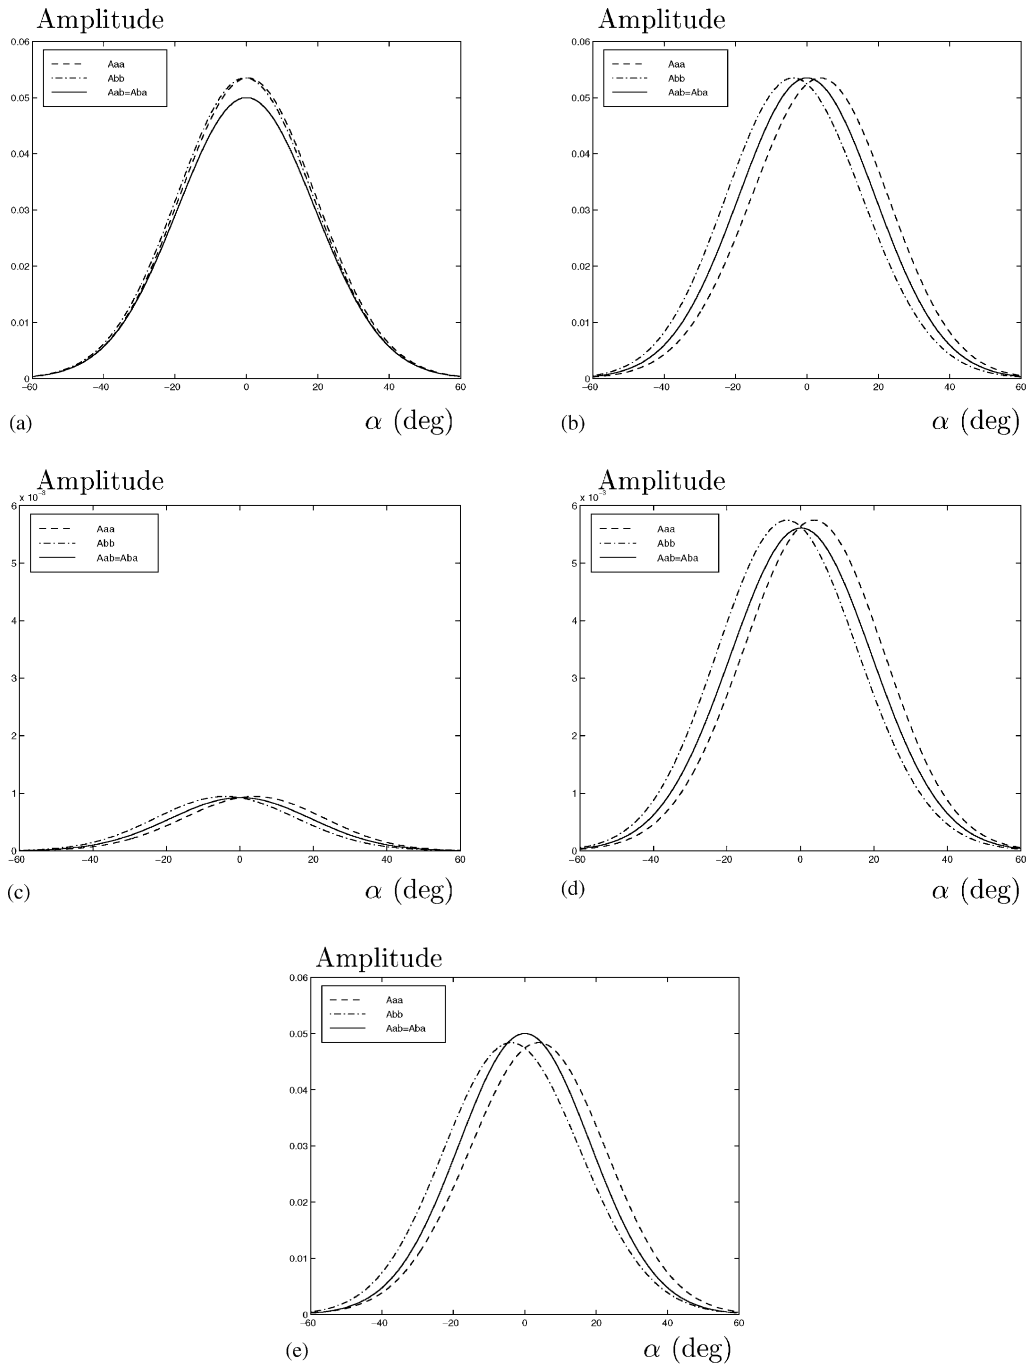 Amplitude
0.06
0.05
0.04
0.03
0.02
0.01
0
Aaa
Abb
Aab=Aba
−60 −40 −20 0 20 40 60
(a)
α (deg)
Amplitude
0.06
0.05
0.04
0.03
0.02
0.01
0
Aaa
Abb
Aab=Aba
−60 −40 −20 0 20 40 60
(b)
α (deg)
Amplitude
x 10⁻³
6
5
4
3
2
1
0
Aaa
Abb
Aab=Aba
−60 −40 −20 0 20 40 60
(c)
α (deg)
Amplitude
x 10⁻³
6
5
4
3
2
1
0
Aaa
Abb
Aab=Aba
−60 −40 −20 0 20 40 60
(d)
α (deg)
Amplitude
0.06
0.05
0.04
0.03
0.02
0.01
0
Aaa
Abb
Aab=Aba
−60 −40 −20 0 20 40 60
(e)
α (deg)